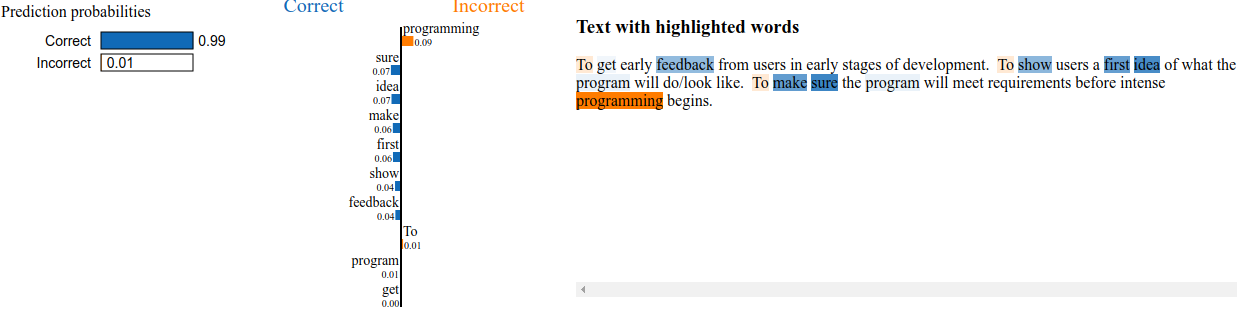 Prediction probabilities
Correct 0.99
Incorrect 0.01
Correct Incorrect
programming
0.09
sure
0.07
idea
0.07
make
0.06
first
0.06
show
0.04
feedback
0.04
To
0.01
program
0.01
get
0.00
Text with highlighted words
To get early feedback from users in early stages of development. To show users a first idea of what the
program will do/look like. To make sure the program will meet requirements before intense
programming begins.